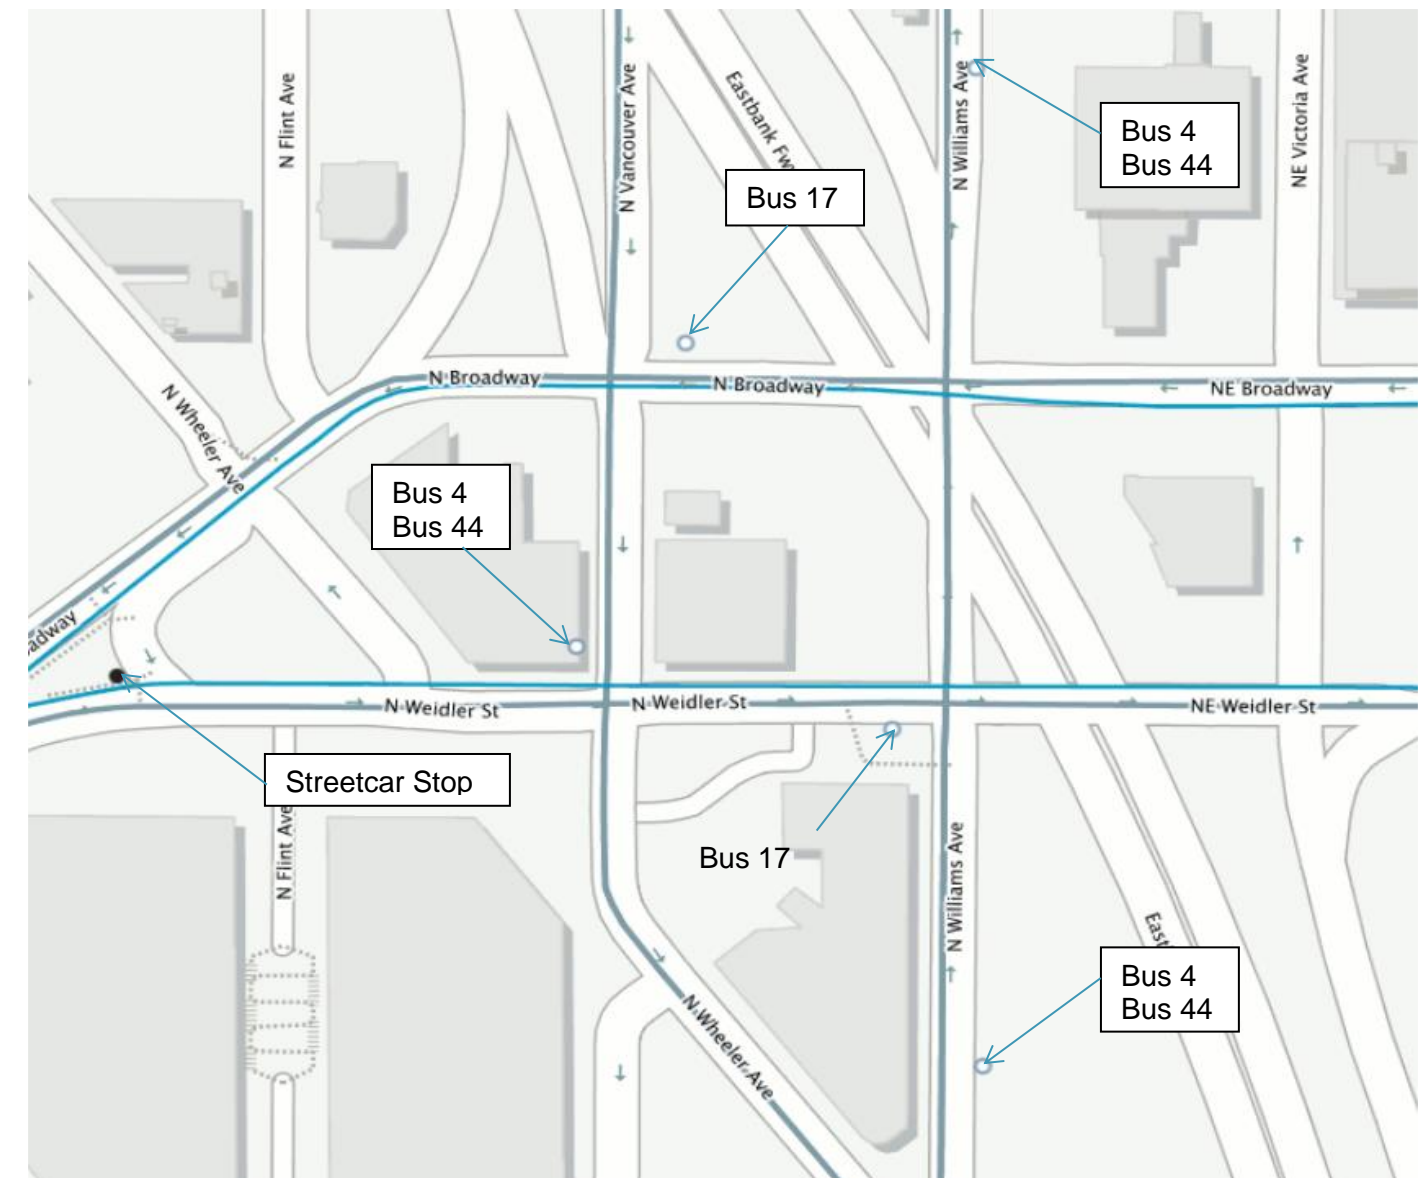 N Flint Ave
N Vancouver Ave
Eastbank Fw
N Williams Ave
NE Victoria Ave
Bus 4
Bus 44
Bus 17
N Broadway
N Broadway
NE Broadway
N Wheeler Ave
Bus 4
Bus 44
adway
N Weidler St
N Weidler St
NE Weidler St
Streetcar Stop
N Flint Ave
Bus 17
N Williams Ave
East
Bus 4
Bus 44
N Wheeler Ave